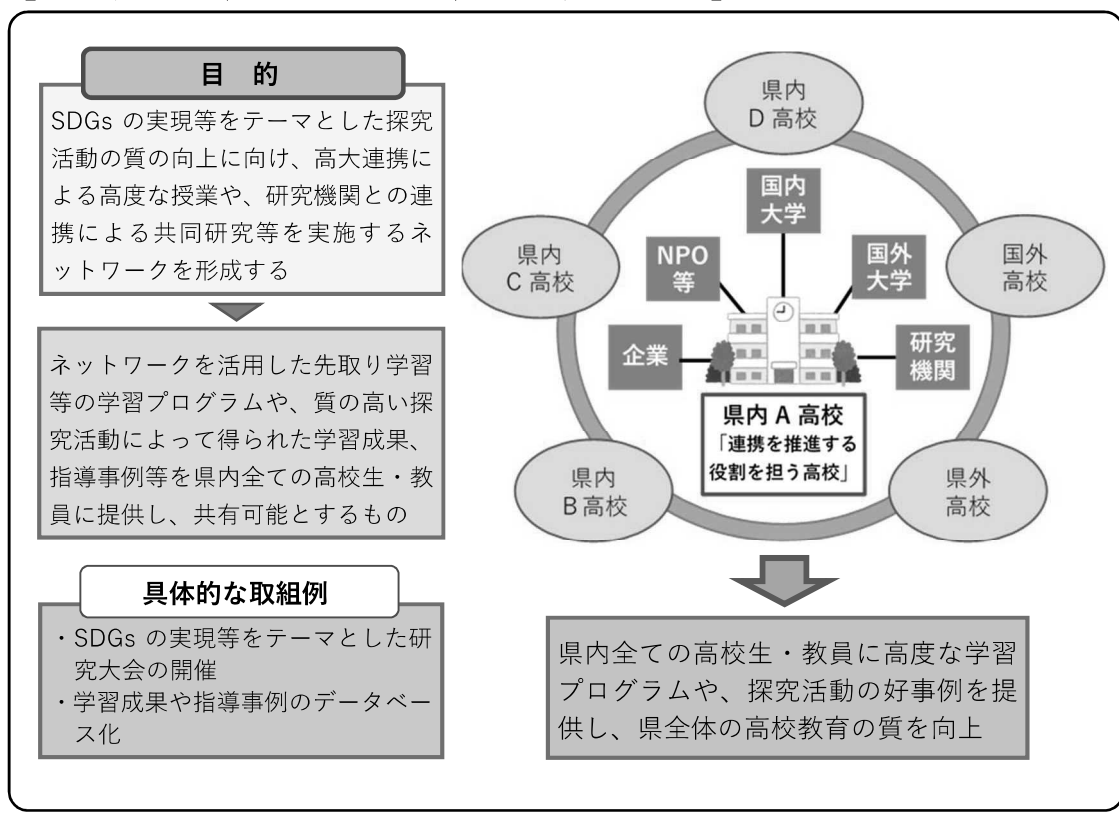 目 的
SDGs の実現等をテーマとした探究
活動の質の向上に向け、高大連携に
よる高度な授業や、研究機関との連
携による共同研究等を実施するネ
ットワークを形成する
ネットワークを活用した先取り学習
等の学習プログラムや、質の高い探
究活動によって得られた学習成果、
指導事例等を県内全ての高校生・教
員に提供し、共有可能とするもの
具体的な取組例
・SDGs の実現等をテーマとした研
究大会の開催
・学習成果や指導事例のデータベー
ス化
県内
D 高校
国内
大学
県内
C 高校
NPO
等
国外
大学
国外
高校
企業
研究
機関
県内 A 高校
「連携を推進する
役割を担う高校」
県内
B 高校
県外
高校
県内全ての高校生・教員に高度な学習
プログラムや、探究活動の好事例を提
供し、県全体の高校教育の質を向上